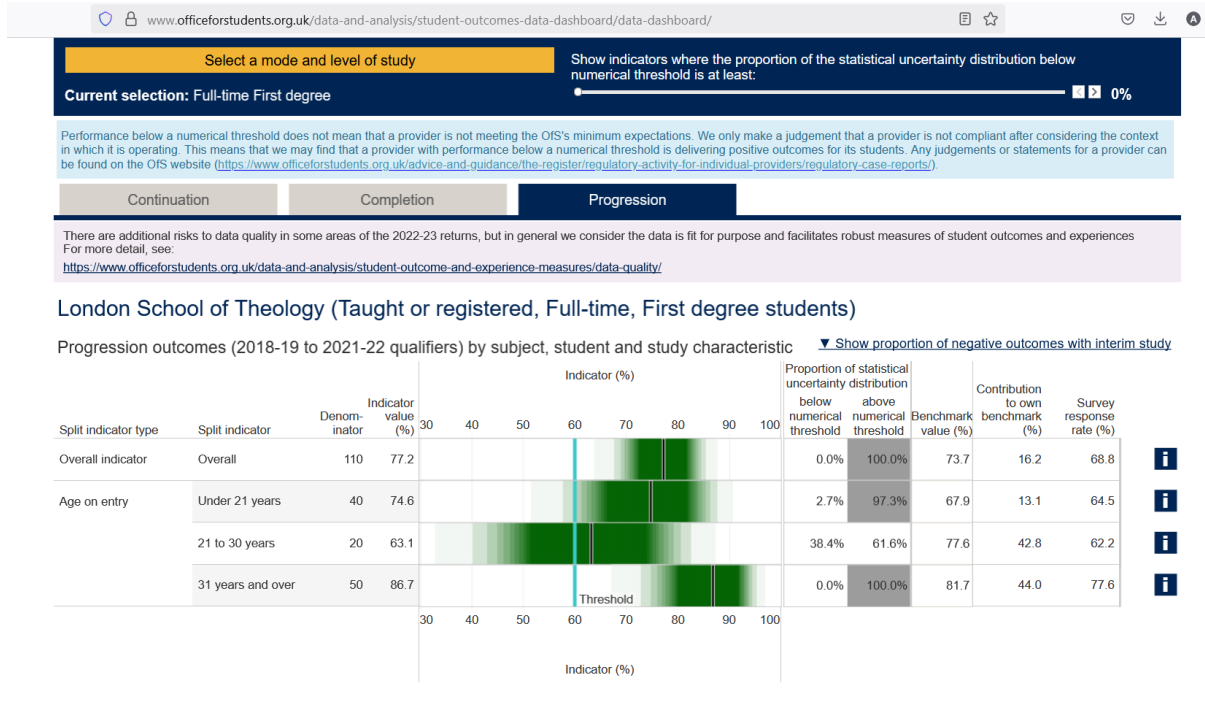 www.officeforstudents.org.uk/data-and-analysis/student-outcomes-data-dashboard/data-dashboard/
A
Select a mode and level of study
Current selection: Full-time First degree
Show indicators where the proportion of the statistical uncertainty distribution below
numerical threshold is at least:
0%
Performance below a numerical threshold does not mean that a provider is not meeting the OfS's minimum expectations. We only make a judgement that a provider is not compliant after considering the context
in which it is operating. This means that we may find that a provider with performance below a numerical threshold is delivering positive outcomes for its students. Any judgements or statements for a provider can
be found on the OfS website (https://www.officeforstudents.org.uk/advice-and-guidance/the-register/regulatory-activity-for-individual-providers/regulatory-case-reports/).
Continuation Completion Progression
There are additional risks to data quality in some areas of the 2022-23 returns, but in general we consider the data is fit for purpose and facilitates robust measures of student outcomes and experiences
For more detail, see:
https://www.officeforstudents.org.uk/data-and-analysis/student-outcome-and-experience-measures/data-quality/
London School of Theology (Taught or registered, Full-time, First degree students)
Progression outcomes (2018-19 to 2021-22 qualifiers) by subject, student and study characteristic
▼ Show proportion of negative outcomes with interim study
Split indicator type
Split indicator
Denom-
inator
Indicator
value
(%)
Indicator (%)
30 40 50 60 70 80 90 100
Proportion of statistical
uncertainty distribution
below
numerical
threshold
above
numerical
threshold
Benchmark
value (%)
Contribution
to own
benchmark
(%)
Survey
response
rate (%)
Overall indicator Overall 110 77.2 0.0% 100.0% 73.7 16.2 68.8 i
Age on entry Under 21 years 40 74.6 2.7% 97.3% 67.9 13.1 64.5 i
21 to 30 years 20 63.1 38.4% 61.6% 77.6 42.8 62.2 i
31 years and over 50 86.7 0.0% 100.0% 81.7 44.0 77.6 i
Threshold
30 40 50 60 70 80 90 100
Indicator (%)